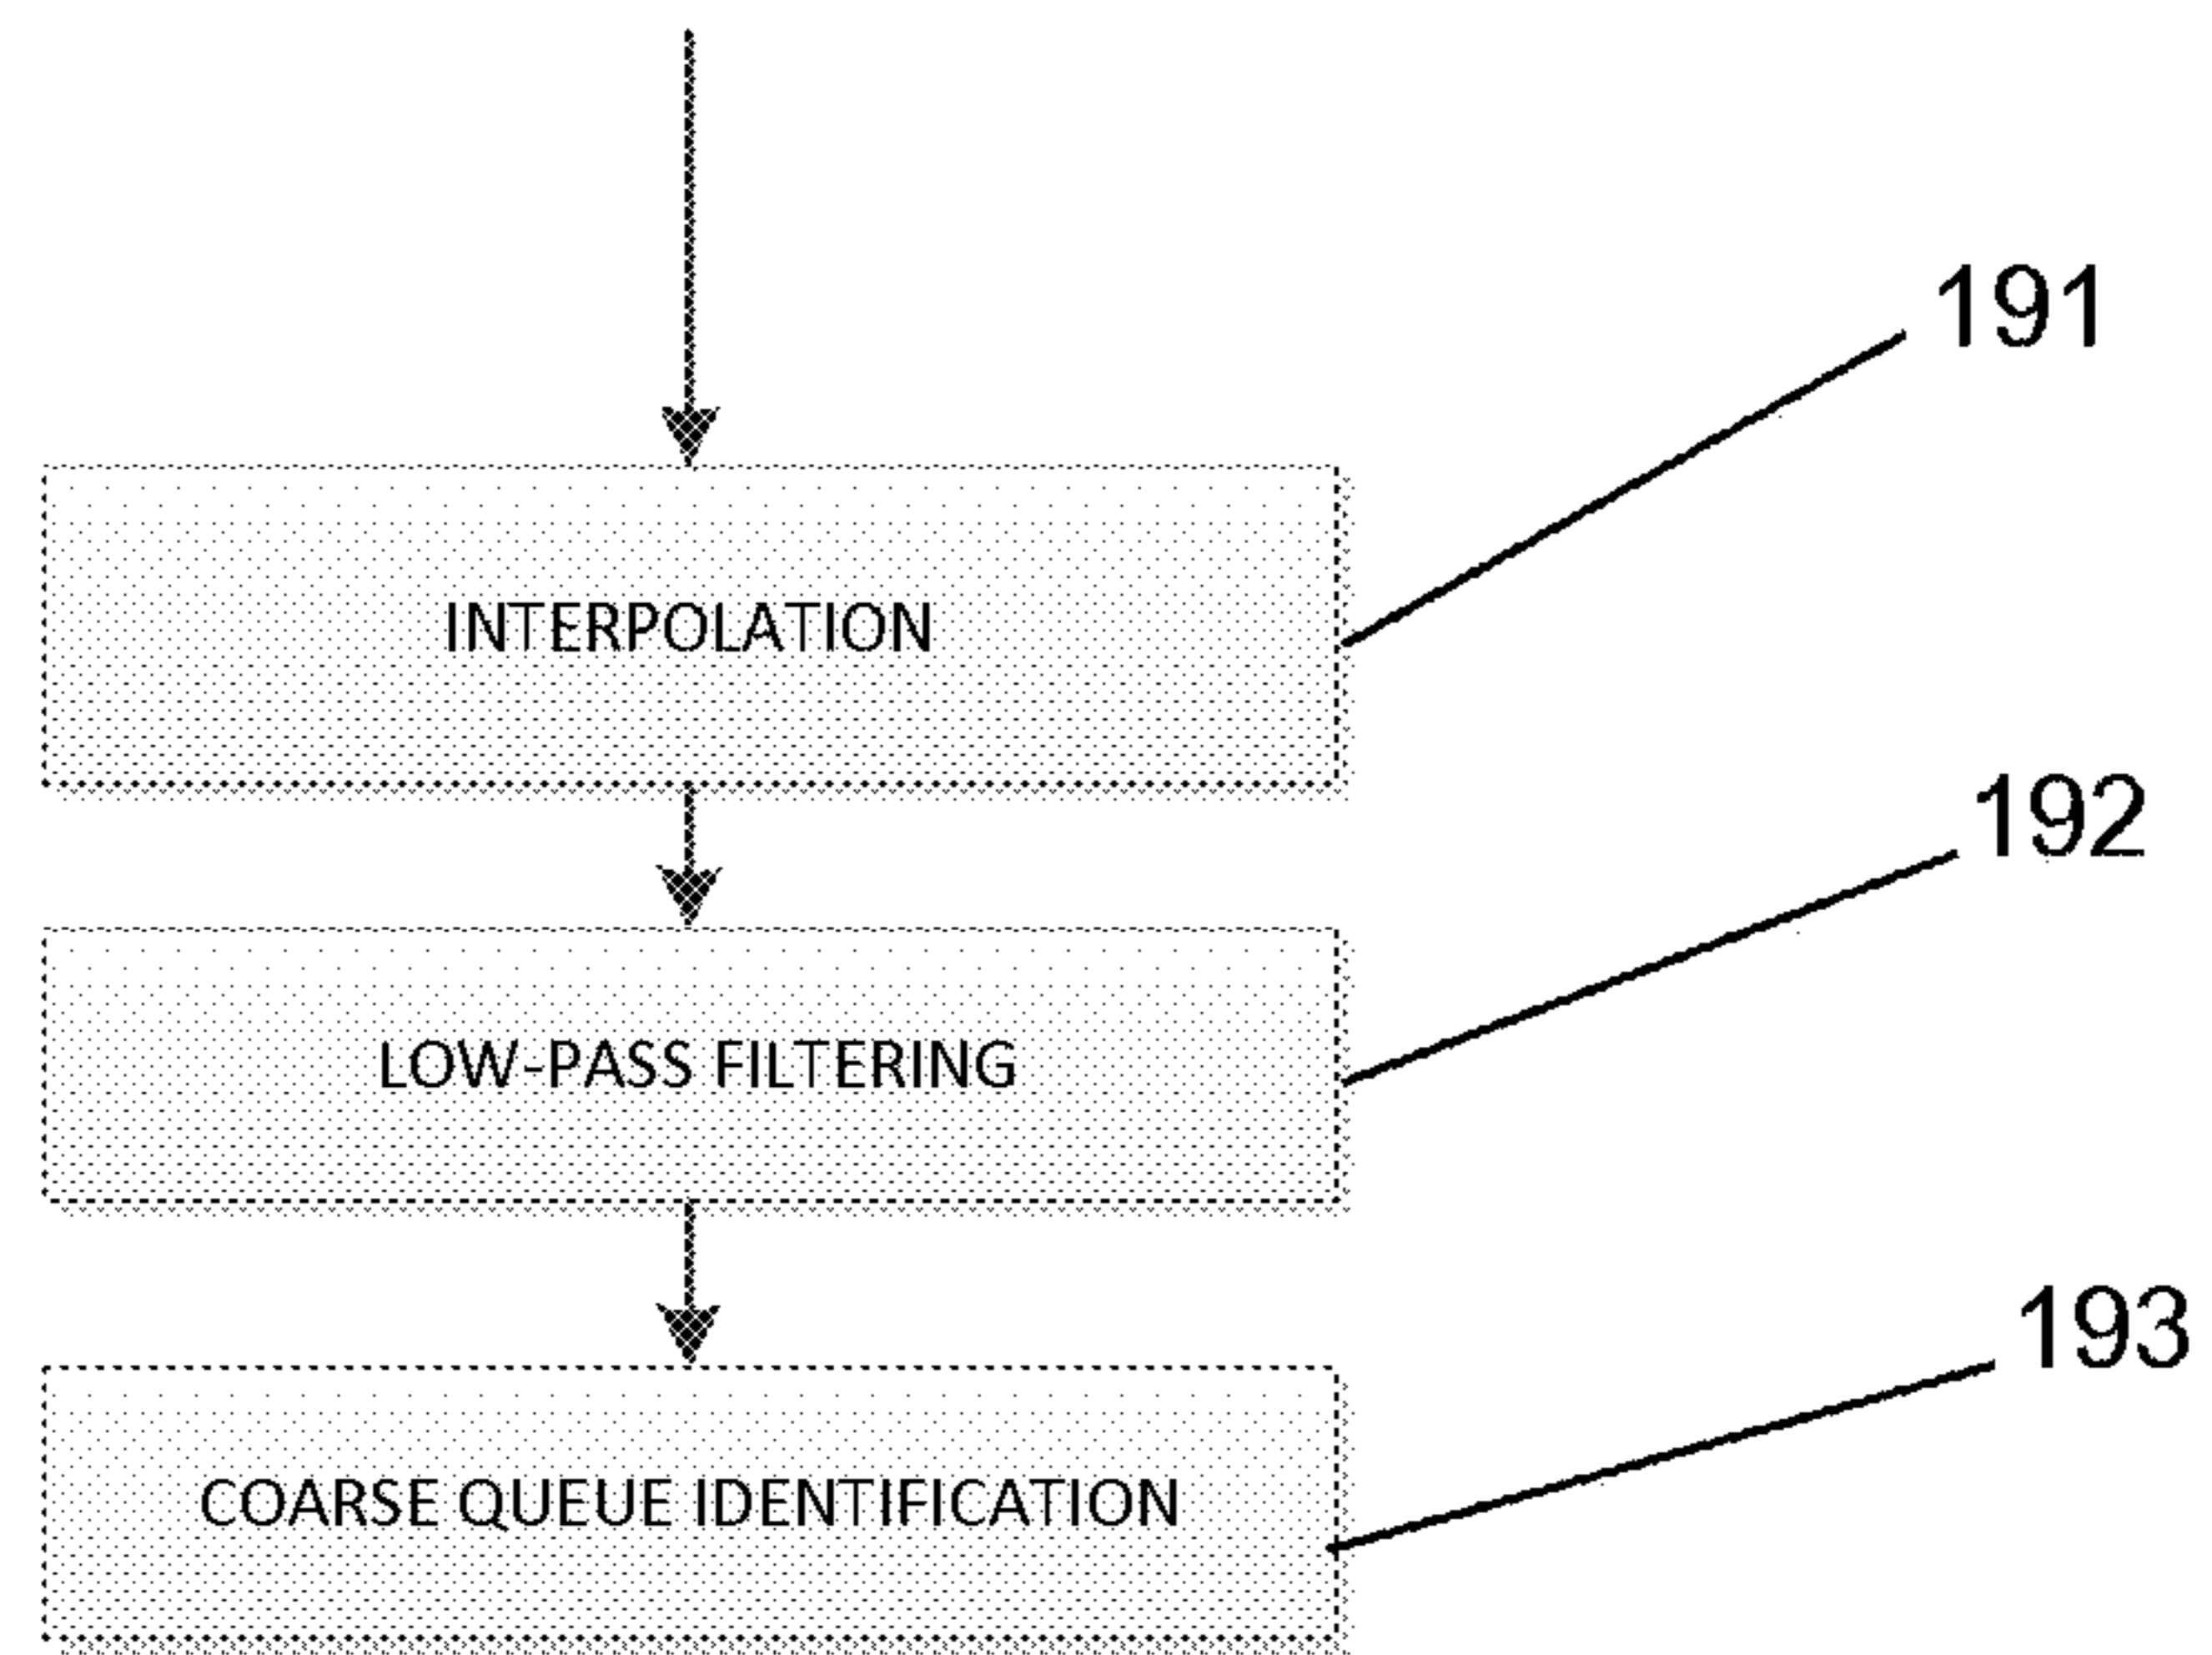 191
INTERPOLATION
192
LOW-PASS FILTERING
193
COARSE QUEUE IDENTIFICATION